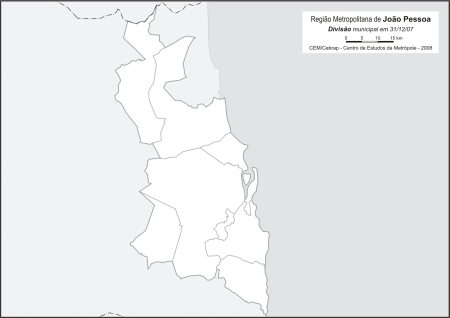 Região Metropolitana de João Pessoa
Divisão municipal em 31/12/07
0 5 10 15 km
CEM/Cebrap - Centro de Estudos da Metrópole - 2008